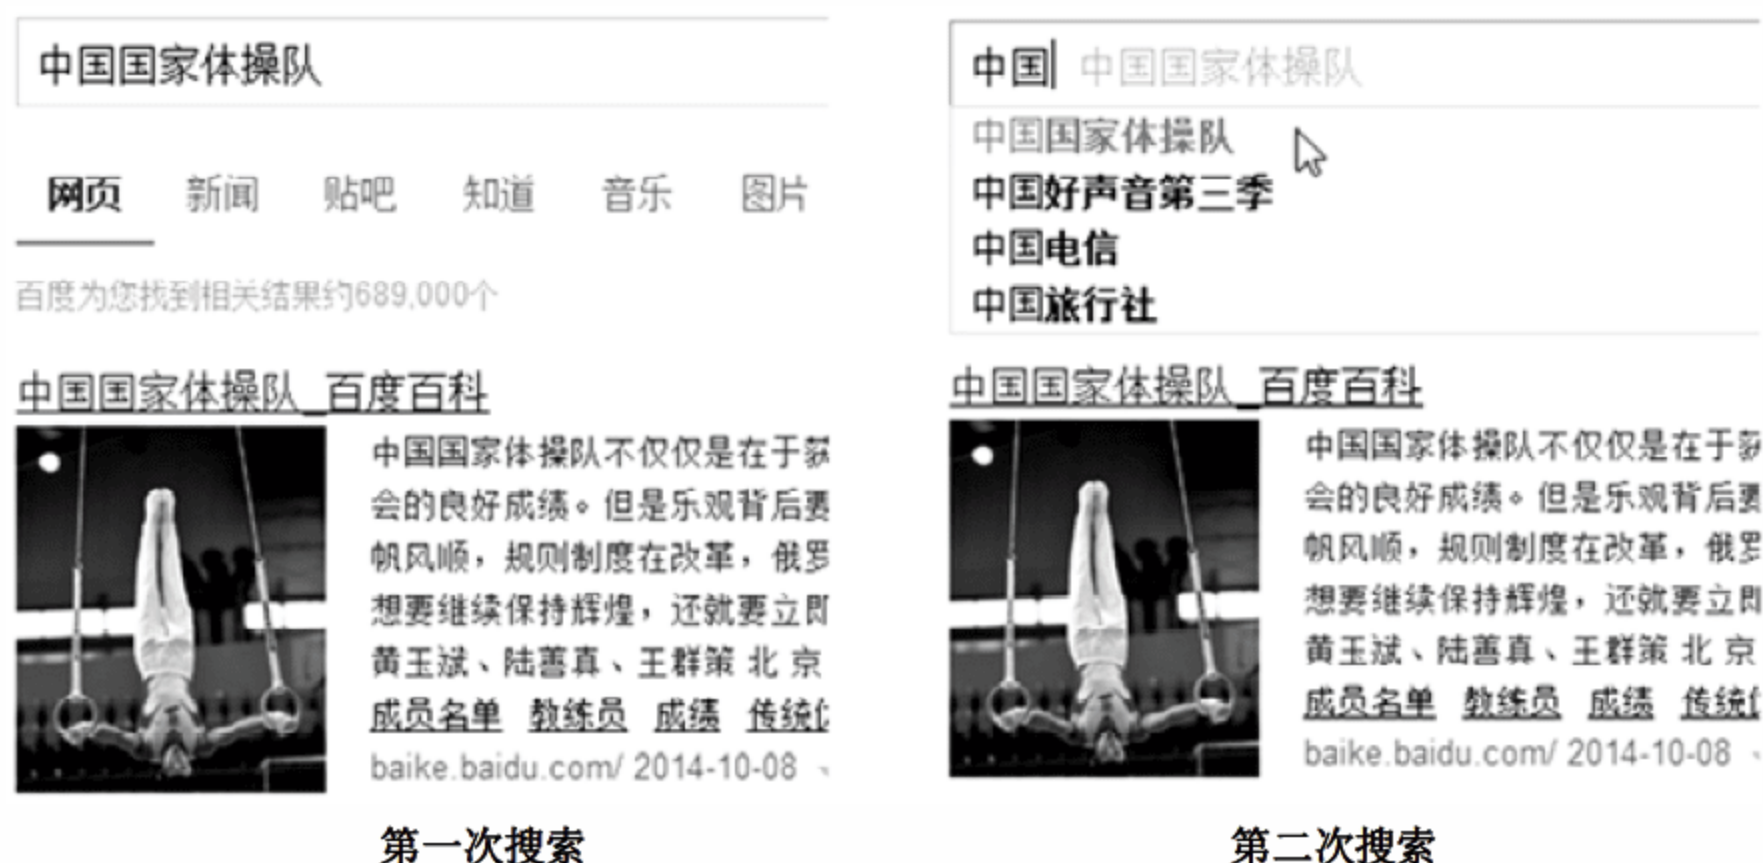 中国国家体操队
网页 新闻 贴吧 知道 音乐 图片
百度为您找到相关结果约689,000个
中国国家体操队_百度百科
中国国家体操队不仅仅是在于获
会的良好成绩。但是乐观背后要
帆风顺，规则制度在改革，俄罗
想要继续保持辉煌，还就要立即
黄玉斌、陆善真、王群策 北 京
成员名单 教练员 成绩 传统
baike.baidu.com/ 2014-10-08
第一次搜索
中国 中国国家体操队
中国国家体操队
中国好声音第三季
中国电信
中国旅行社
中国国家体操队_百度百科
中国国家体操队不仅仅是在于获
会的良好成绩。但是乐观背后要
帆风顺，规则制度在改革，俄罗
想要继续保持辉煌，还就要立即
黄玉斌、陆善真、王群策 北 京
成员名单 教练员 成绩 传统
baike.baidu.com/ 2014-10-08
第二次搜索